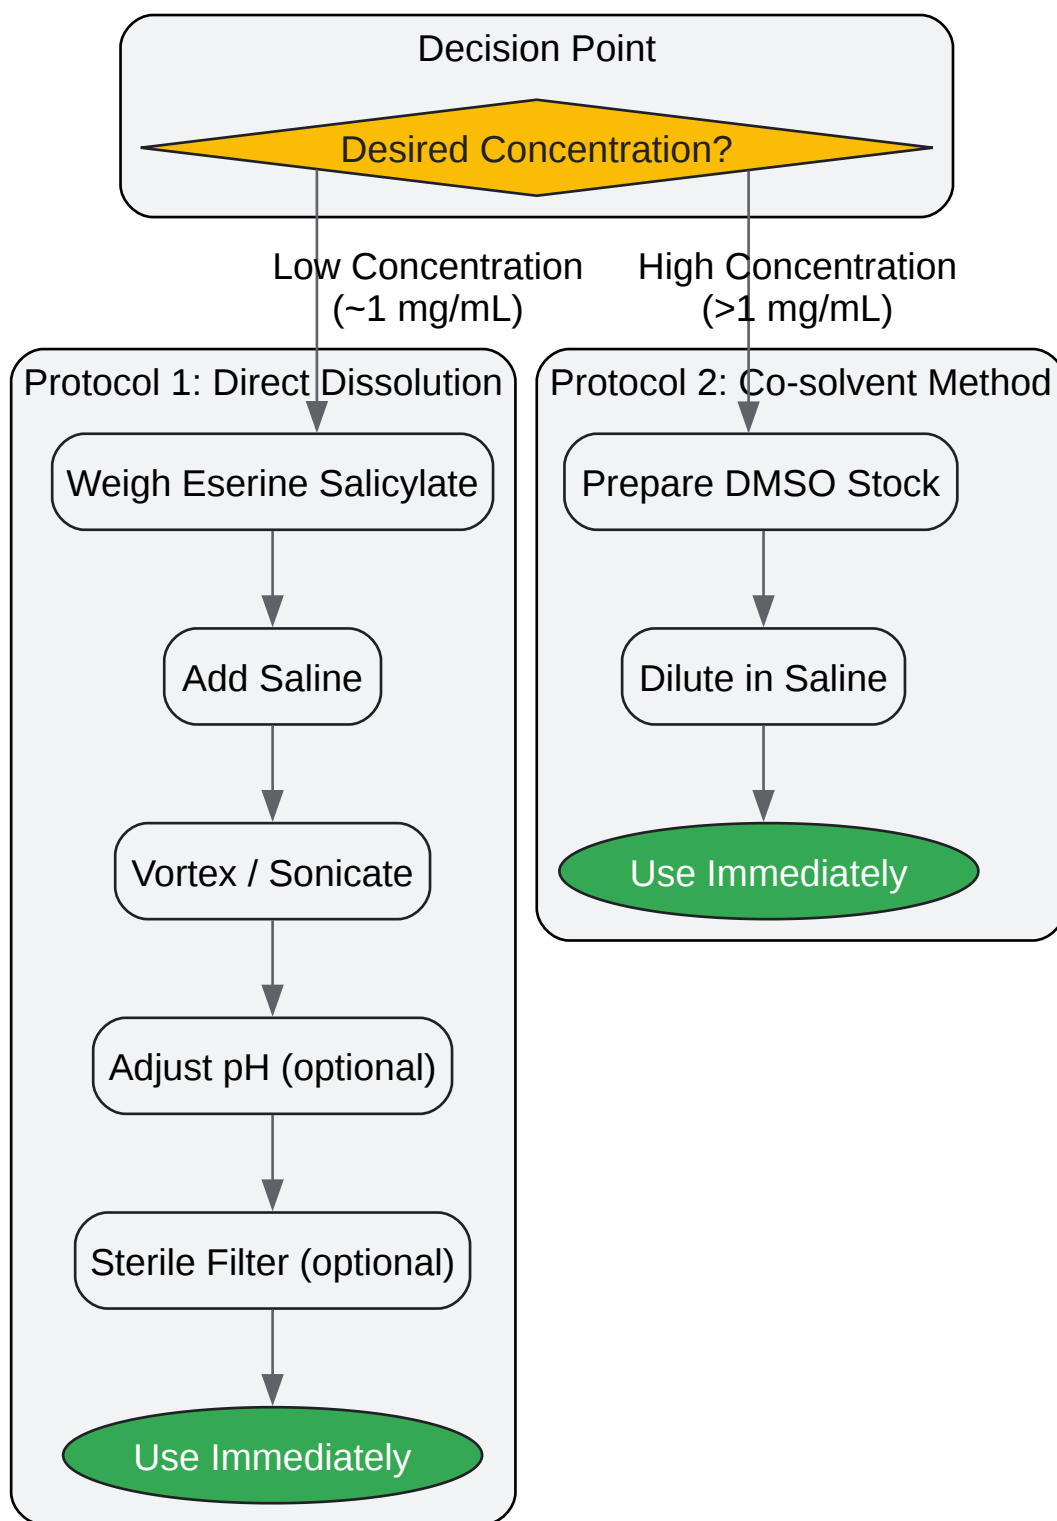 Decision Point
Desired Concentration?
Low Concentration
(~1 mg/mL)
High Concentration
(>1 mg/mL)
Protocol 1: Direct Dissolution
Weigh Eserine Salicylate
Add Saline
Vortex / Sonicate
Adjust pH (optional)
Sterile Filter (optional)
Use Immediately
Protocol 2: Co-solvent Method
Prepare DMSO Stock
Dilute in Saline
Use Immediately